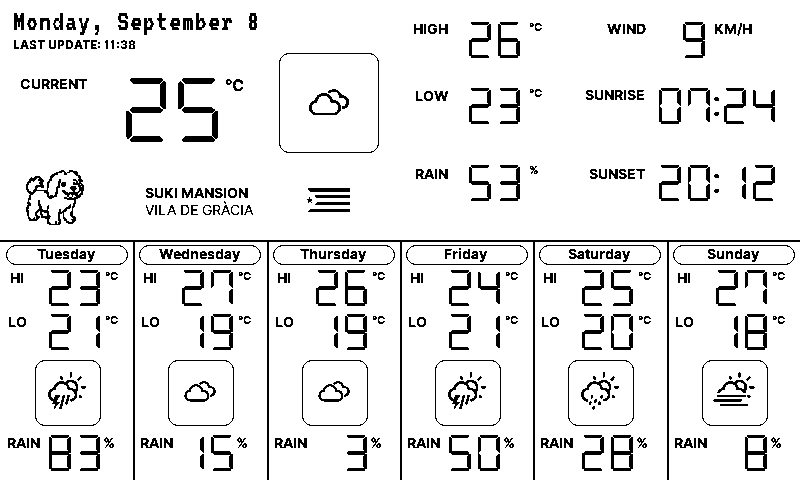 Monday, September 8
LAST UPDATE: 11:38
CURRENT 25 °C
SUKI MANSION
VILA DE GRÀCIA
HIGH 26 °C
WIND 9 KM/H
LOW 23 °C
SUNRISE 07:24
RAIN 53 %
SUNSET 20:12
Tuesday
HI 23 °C
LO 21 °C
RAIN 83 %
Wednesday
HI 27 °C
LO 19 °C
RAIN 15 %
Thursday
HI 26 °C
LO 19 °C
RAIN 3 %
Friday
HI 24 °C
LO 21 °C
RAIN 50 %
Saturday
HI 25 °C
LO 20 °C
RAIN 28 %
Sunday
HI 27 °C
LO 18 °C
RAIN 8 %